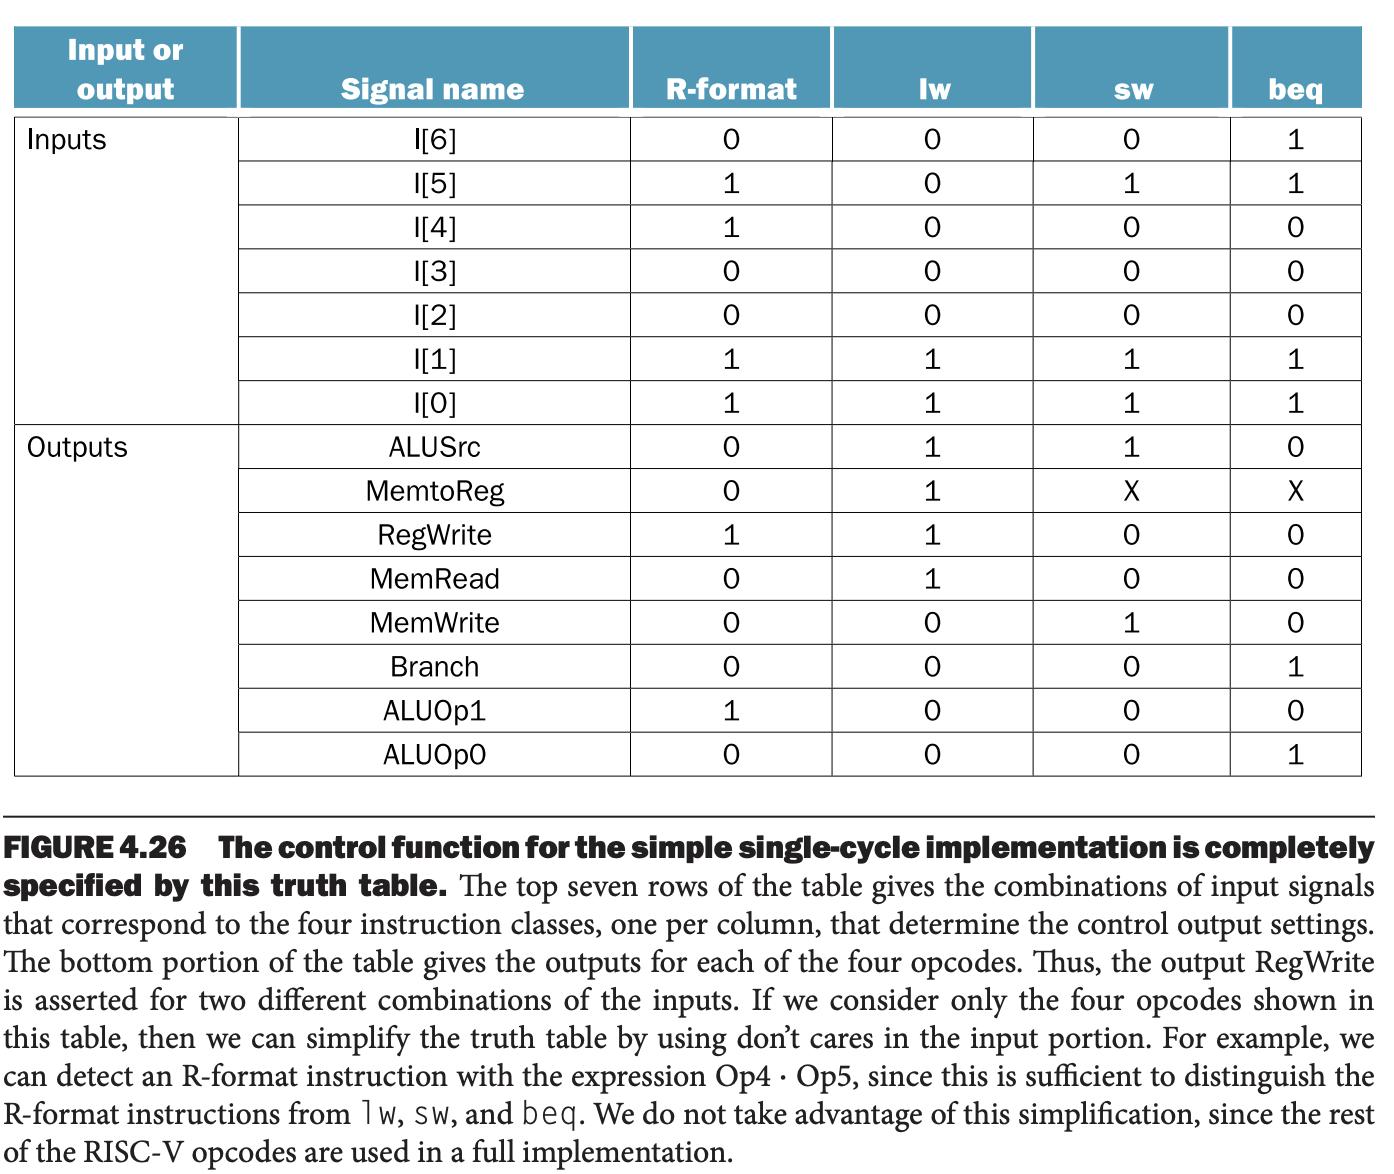 Input or output Signal name R-format lw sw beq
Inputs I[6] 0 0 0 1
I[5] 1 0 1 1
I[4] 1 0 0 0
I[3] 0 0 0 0
I[2] 0 0 0 0
I[1] 1 1 1 1
I[0] 1 1 1 1
Outputs ALUSrc 0 1 1 0
MemtoReg 0 1 X X
RegWrite 1 1 0 0
MemRead 0 1 0 0
MemWrite 0 0 1 0
Branch 0 0 0 1
ALUOp1 1 0 0 0
ALUOp0 0 0 0 1
FIGURE 4.26 The control function for the simple single-cycle implementation is completely
specified by this truth table. The top seven rows of the table gives the combinations of input signals
that correspond to the four instruction classes, one per column, that determine the control output settings.
The bottom portion of the table gives the outputs for each of the four opcodes. Thus, the output RegWrite
is asserted for two different combinations of the inputs. If we consider only the four opcodes shown in
this table, then we can simplify the truth table by using don’t cares in the input portion. For example, we
can detect an R-format instruction with the expression Op4 · Op5, since this is sufficient to distinguish the
R-format instructions from lw, sw, and beq. We do not take advantage of this simplification, since the rest
of the RISC-V opcodes are used in a full implementation.